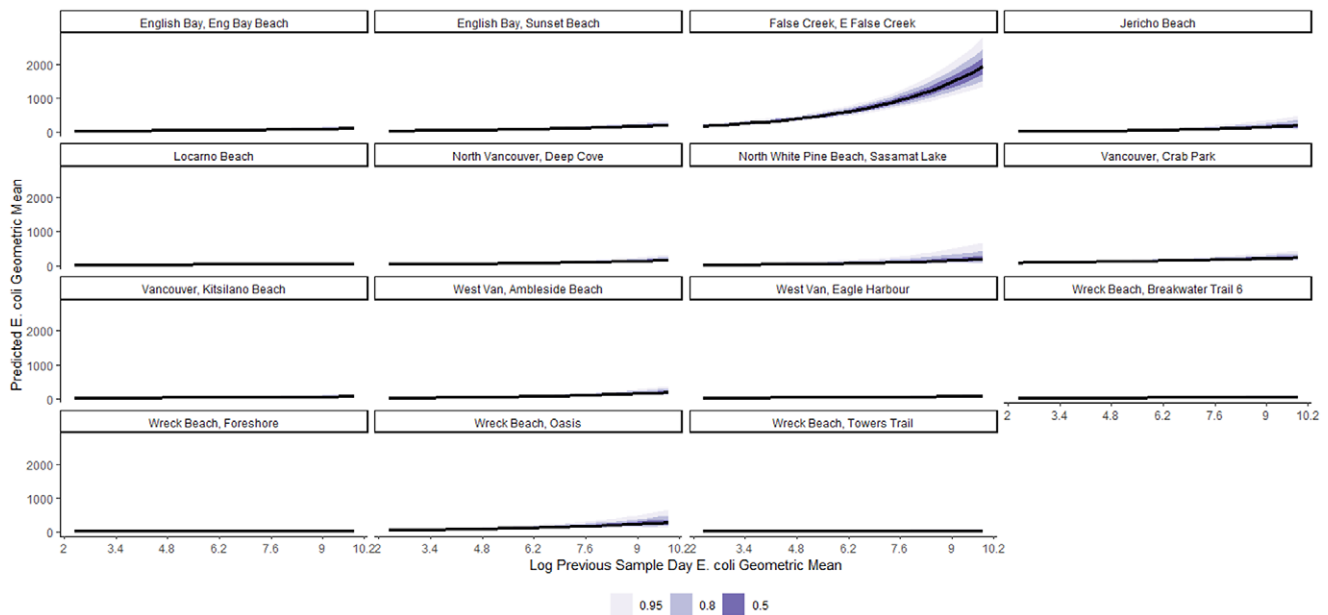 English Bay, Eng Bay Beach
English Bay, Sunset Beach
False Creek, E False Creek
Jericho Beach
2000
1000
0
Locarno Beach
North Vancouver, Deep Cove
North White Pine Beach, Sasamat Lake
Vancouver, Crab Park
2000
1000
0
Vancouver, Kitsilano Beach
West Van, Ambleside Beach
West Van, Eagle Harbour
Wreck Beach, Breakwater Trail 6
2000
1000
0
2 3.4 4.8 6.2 7.6 9 10.2
Wreck Beach, Foreshore
Wreck Beach, Oasis
Wreck Beach, Towers Trail
2000
1000
0
2 3.4 4.8 6.2 7.6 9 10.22 3.4 4.8 6.2 7.6 9 10.22 3.4 4.8 6.2 7.6 9 10.2
Predicted E. coli Geometric Mean
Log Previous Sample Day E. coli Geometric Mean
0.95 0.8 0.5